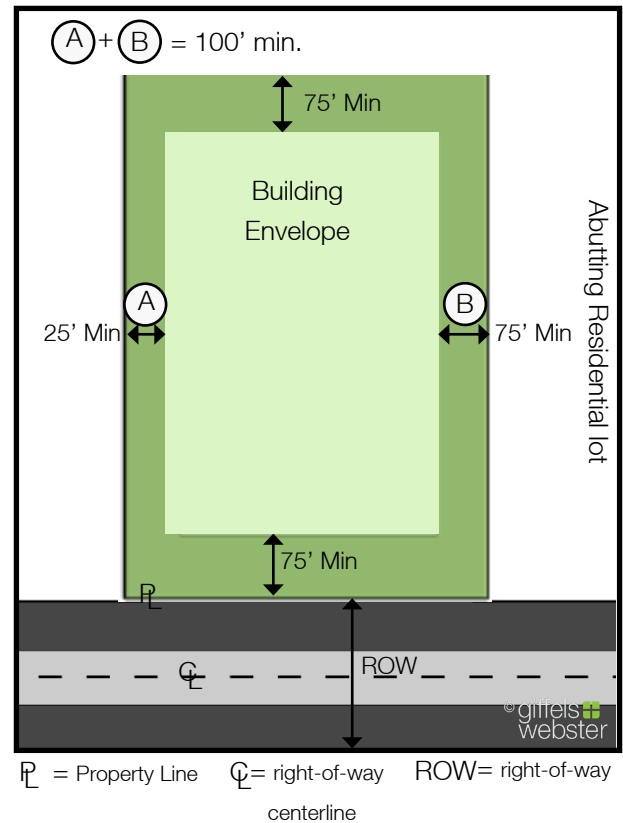 A + B = 100’ min.
75’ Min
Building
Envelope
A
B
25’ Min
75’ Min
Abutting Residential lot
75’ Min
PL
CL
ROW
© giffels
webster
PL = Property Line CL= right-of-way ROW= right-of-way
centerline